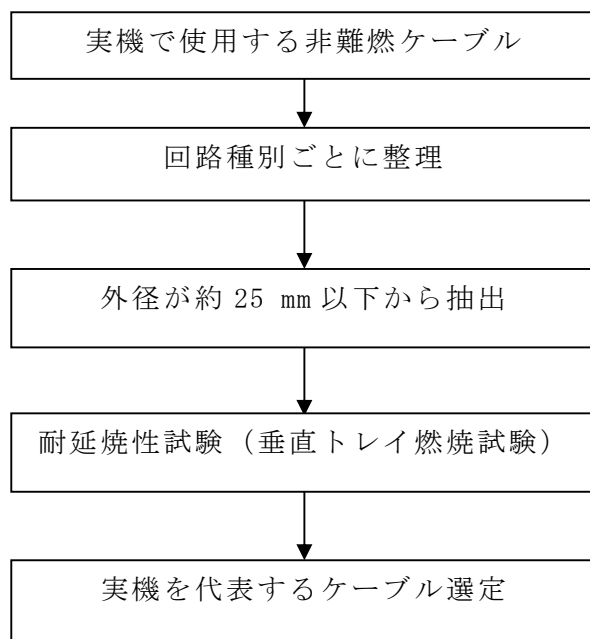 実機で使用する非難燃ケーブル
回路種別ごとに整理
外径が約 25 mm 以下から抽出
耐延焼性試験（垂直トレイ燃焼試験）
実機を代表するケーブル選定